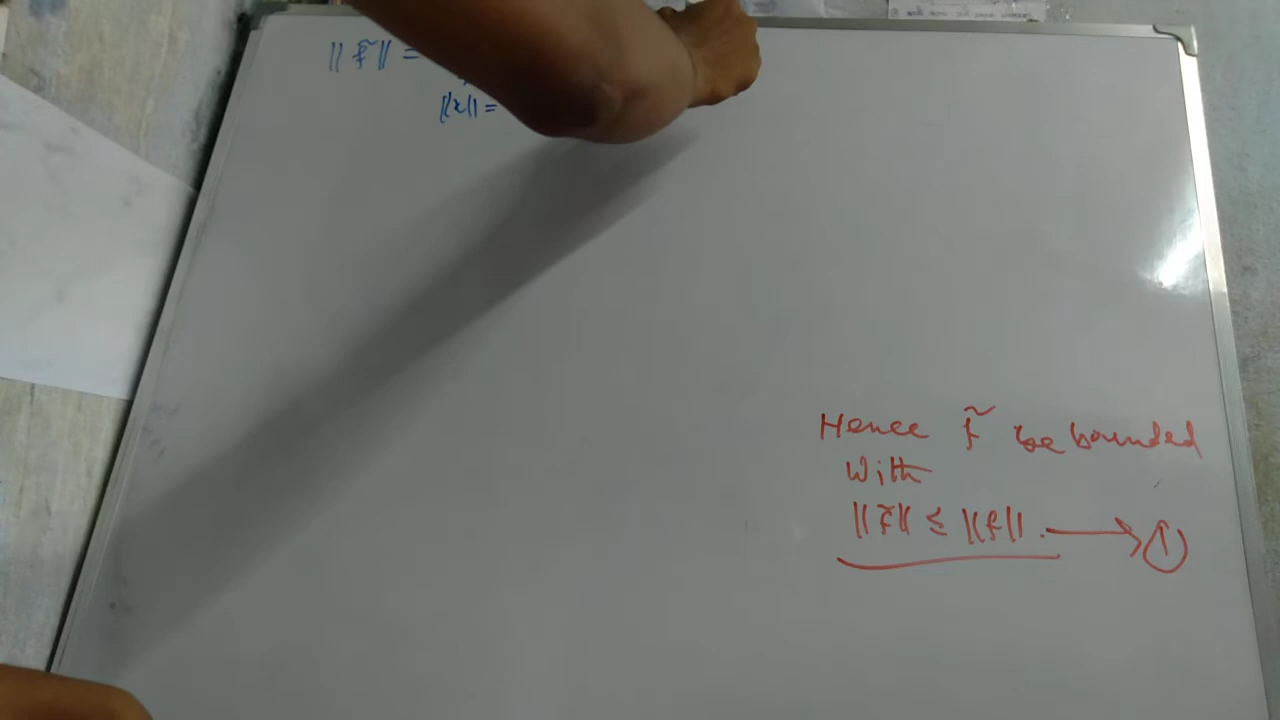 || f̃ || =
||x|| =
Hence f̃ be bounded
With
|| f̃ || ≤ || f || . → ①